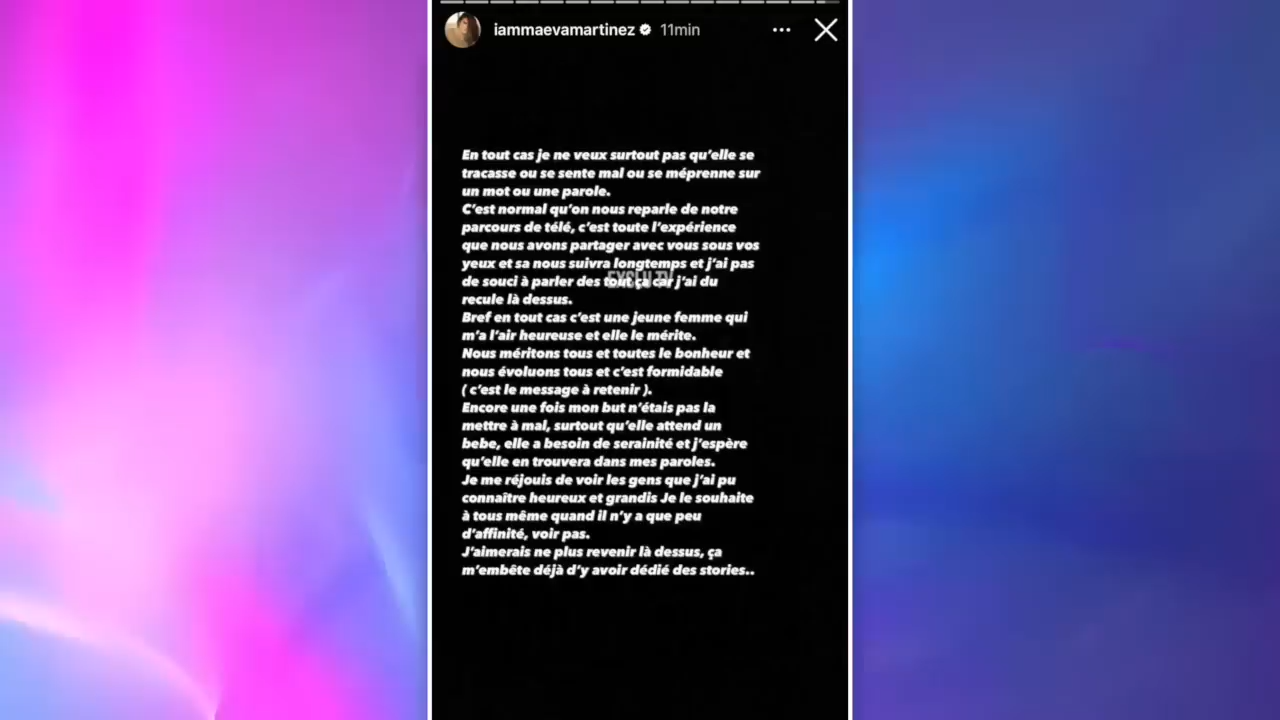 iammaevamartinez 11min
En tout cas je ne veux surtout pas qu'elle se
tracasse ou se sente mal ou se méprenne sur
un mot ou une parole.
C'est normal qu'on nous reparle de notre
parcours de télé, c'est toute l'expérience
que nous avons partager avec vous sous vos
yeux et sa nous suivra longtemps et j'ai pas
de souci à parler des tout ça car j'ai du
recule là dessus.
Bref en tout cas c'est une jeune femme qui
m'a l'air heureuse et elle le mérite.
Nous méritons tous et toutes le bonheur et
nous évoluons tous et c'est formidable
( c'est le message à retenir ).
Encore une fois mon but n'étais pas la
mettre à mal, surtout qu'elle attend un
bebe, elle a besoin de serainité et j'espère
qu'elle en trouvera dans mes paroles.
Je me réjouis de voir les gens que j'ai pu
connaître heureux et grandis Je le souhaite
à tous même quand il n'y a que peu
d'affinité, voir pas.
J'aimerais ne plus revenir là dessus, ça
m'embête déjà d'y avoir dédié des stories..